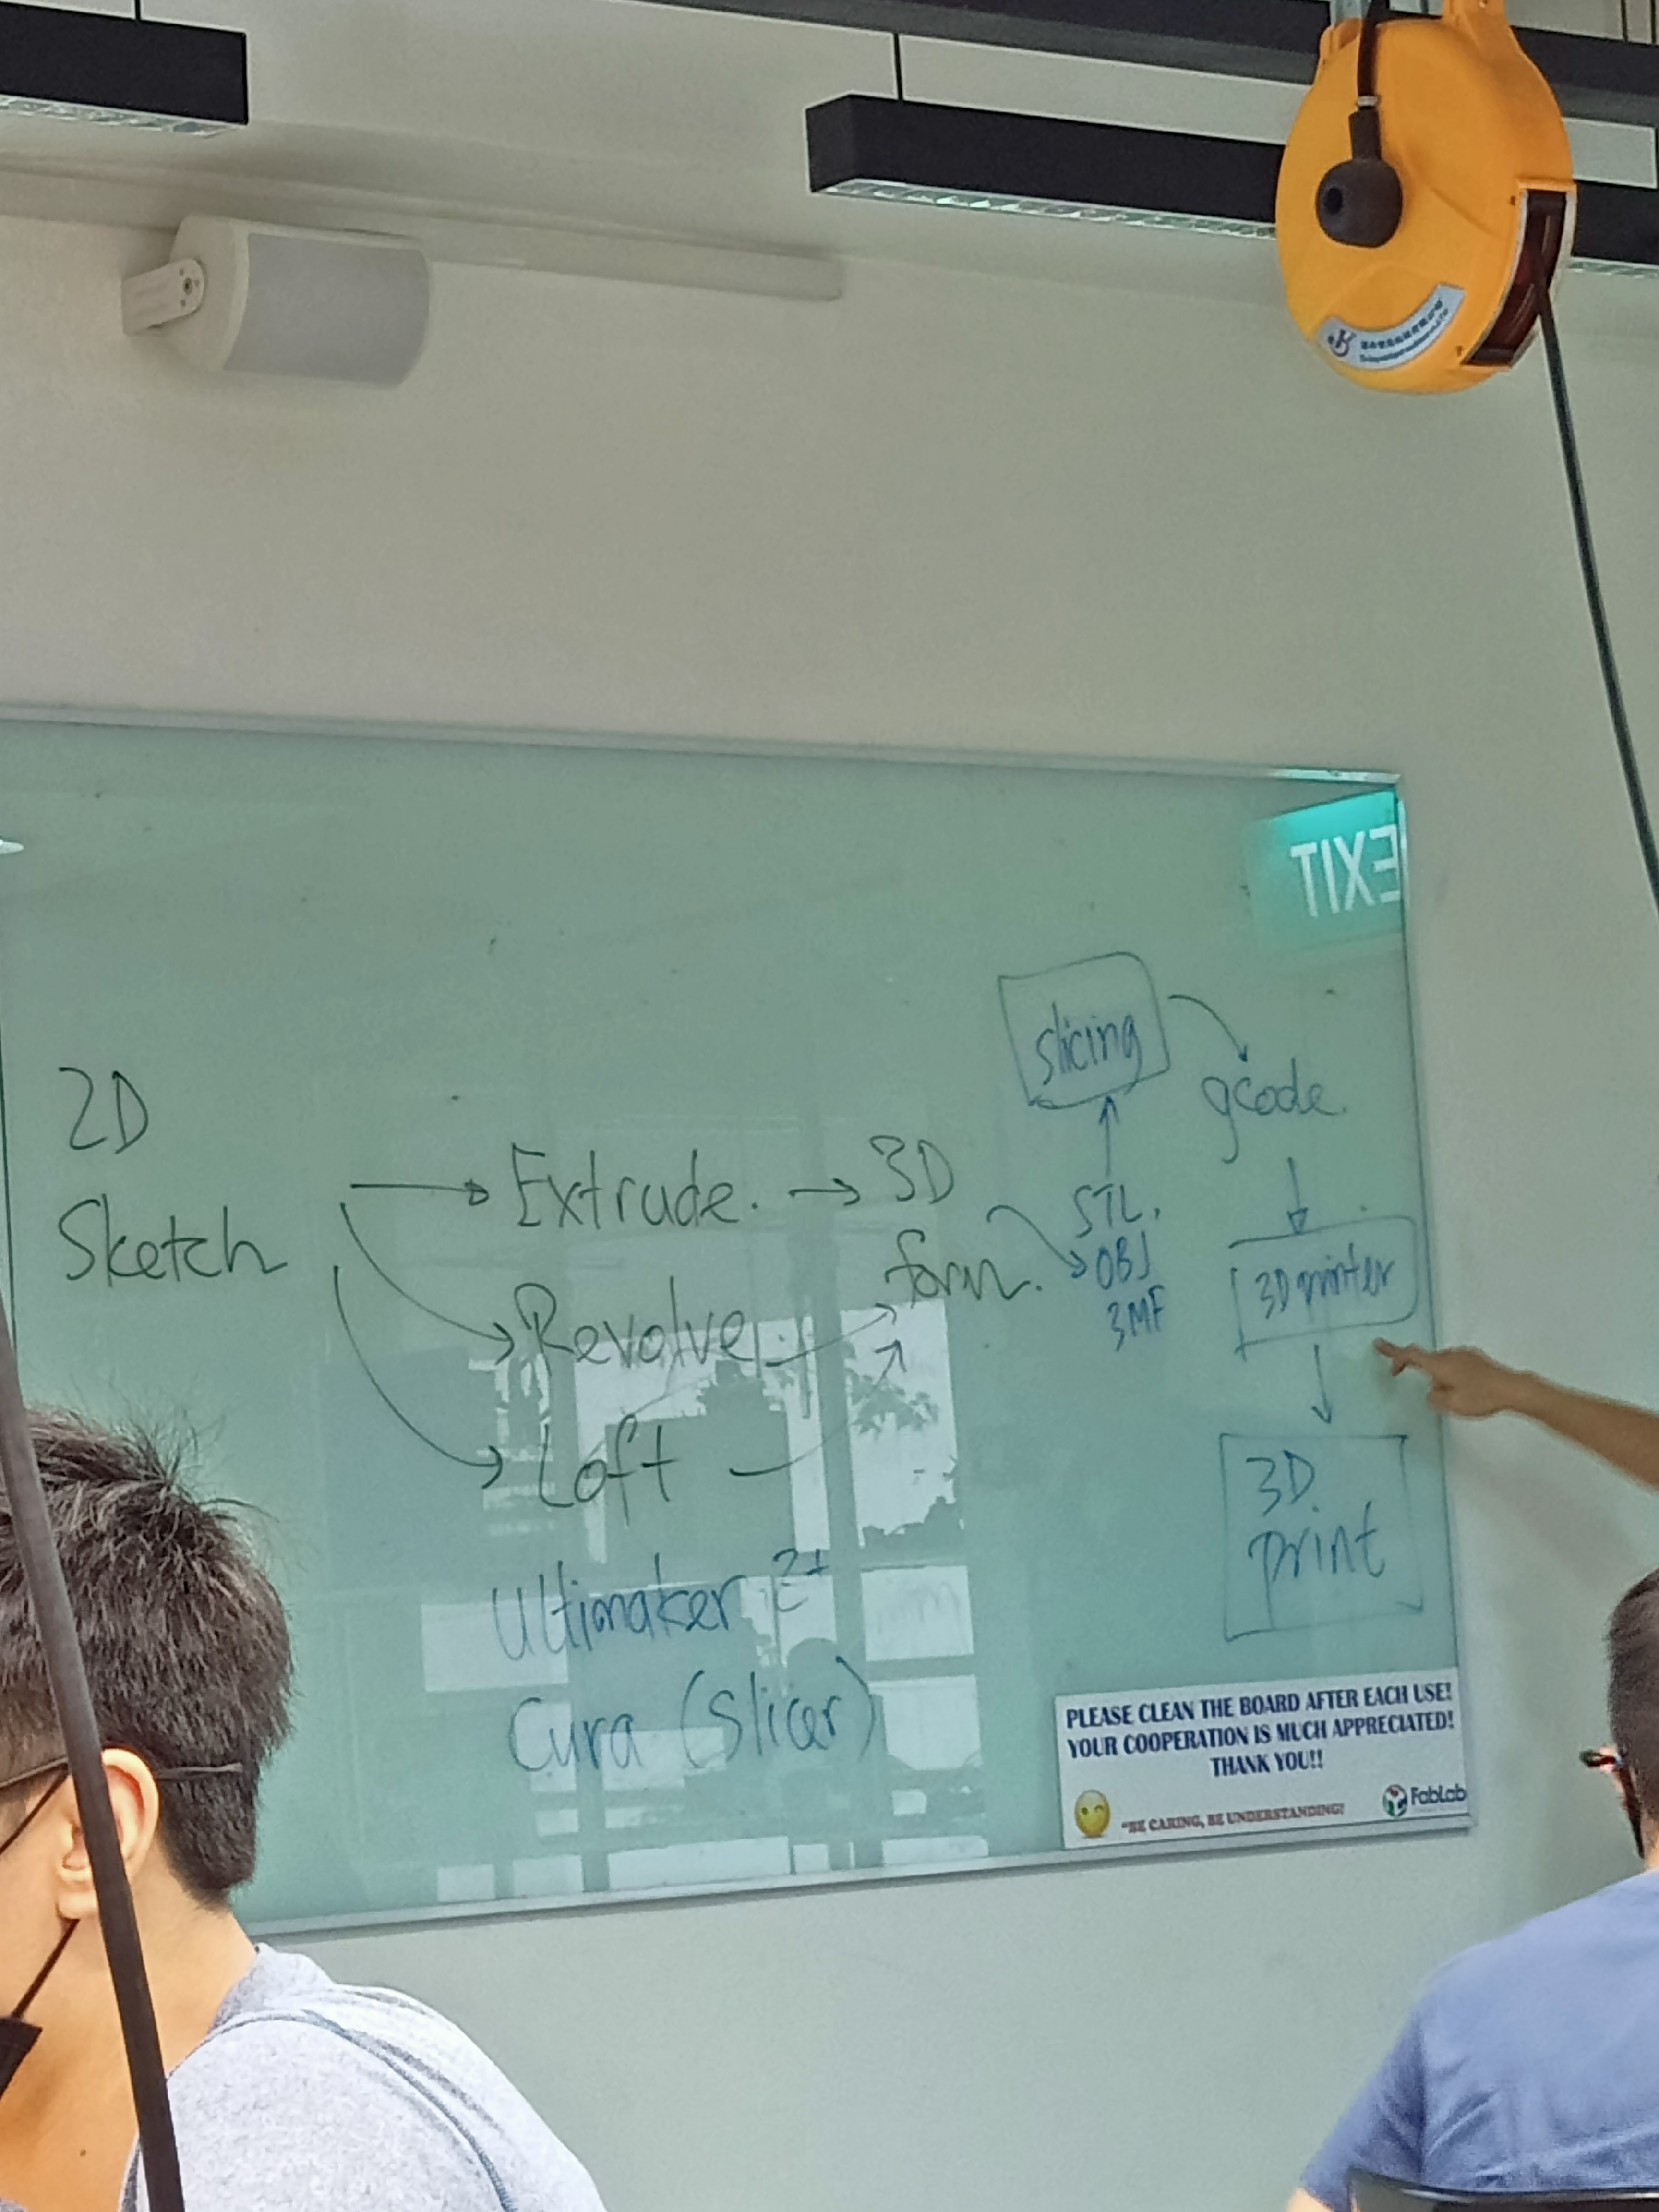 EXIT
slicing
gcode.
2D
Sketch
Extrude.
3D
form.
STL,
OBJ
3MF
3D printer
Revolve
Loft
3D
print
Ultimaker 2+
Cura (Slicer)
PLEASE CLEAN THE BOARD AFTER EACH USE!
YOUR COOPERATION IS MUCH APPRECIATED!
THANK YOU!!
"BE CARING, BE UNDERSTANDING!
FabLab